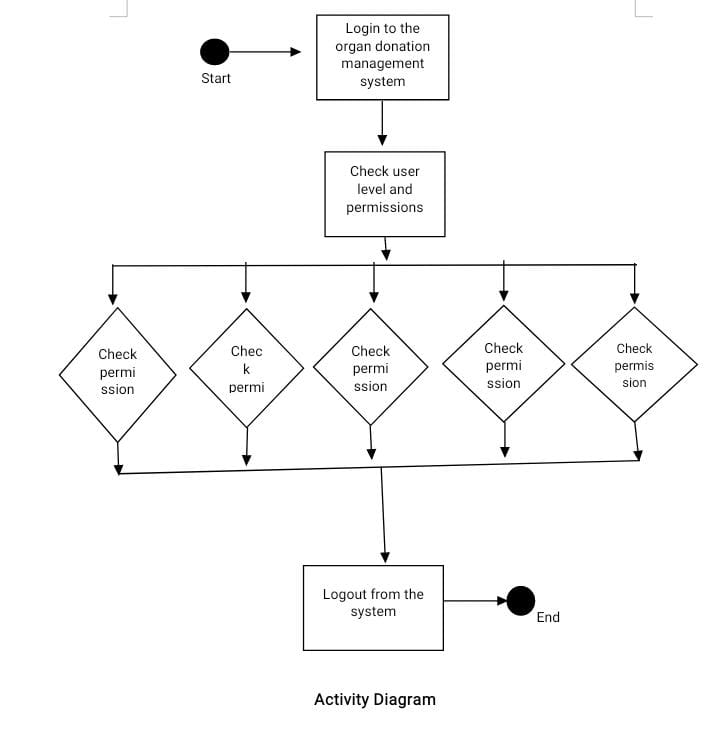 Login to the
organ donation
management
system
Start
Check user
level and
permissions
Check
permi
ssion
Chec
k
permi
Check
permi
ssion
Check
permi
ssion
Check
permis
sion
Logout from the
system
End
Activity Diagram